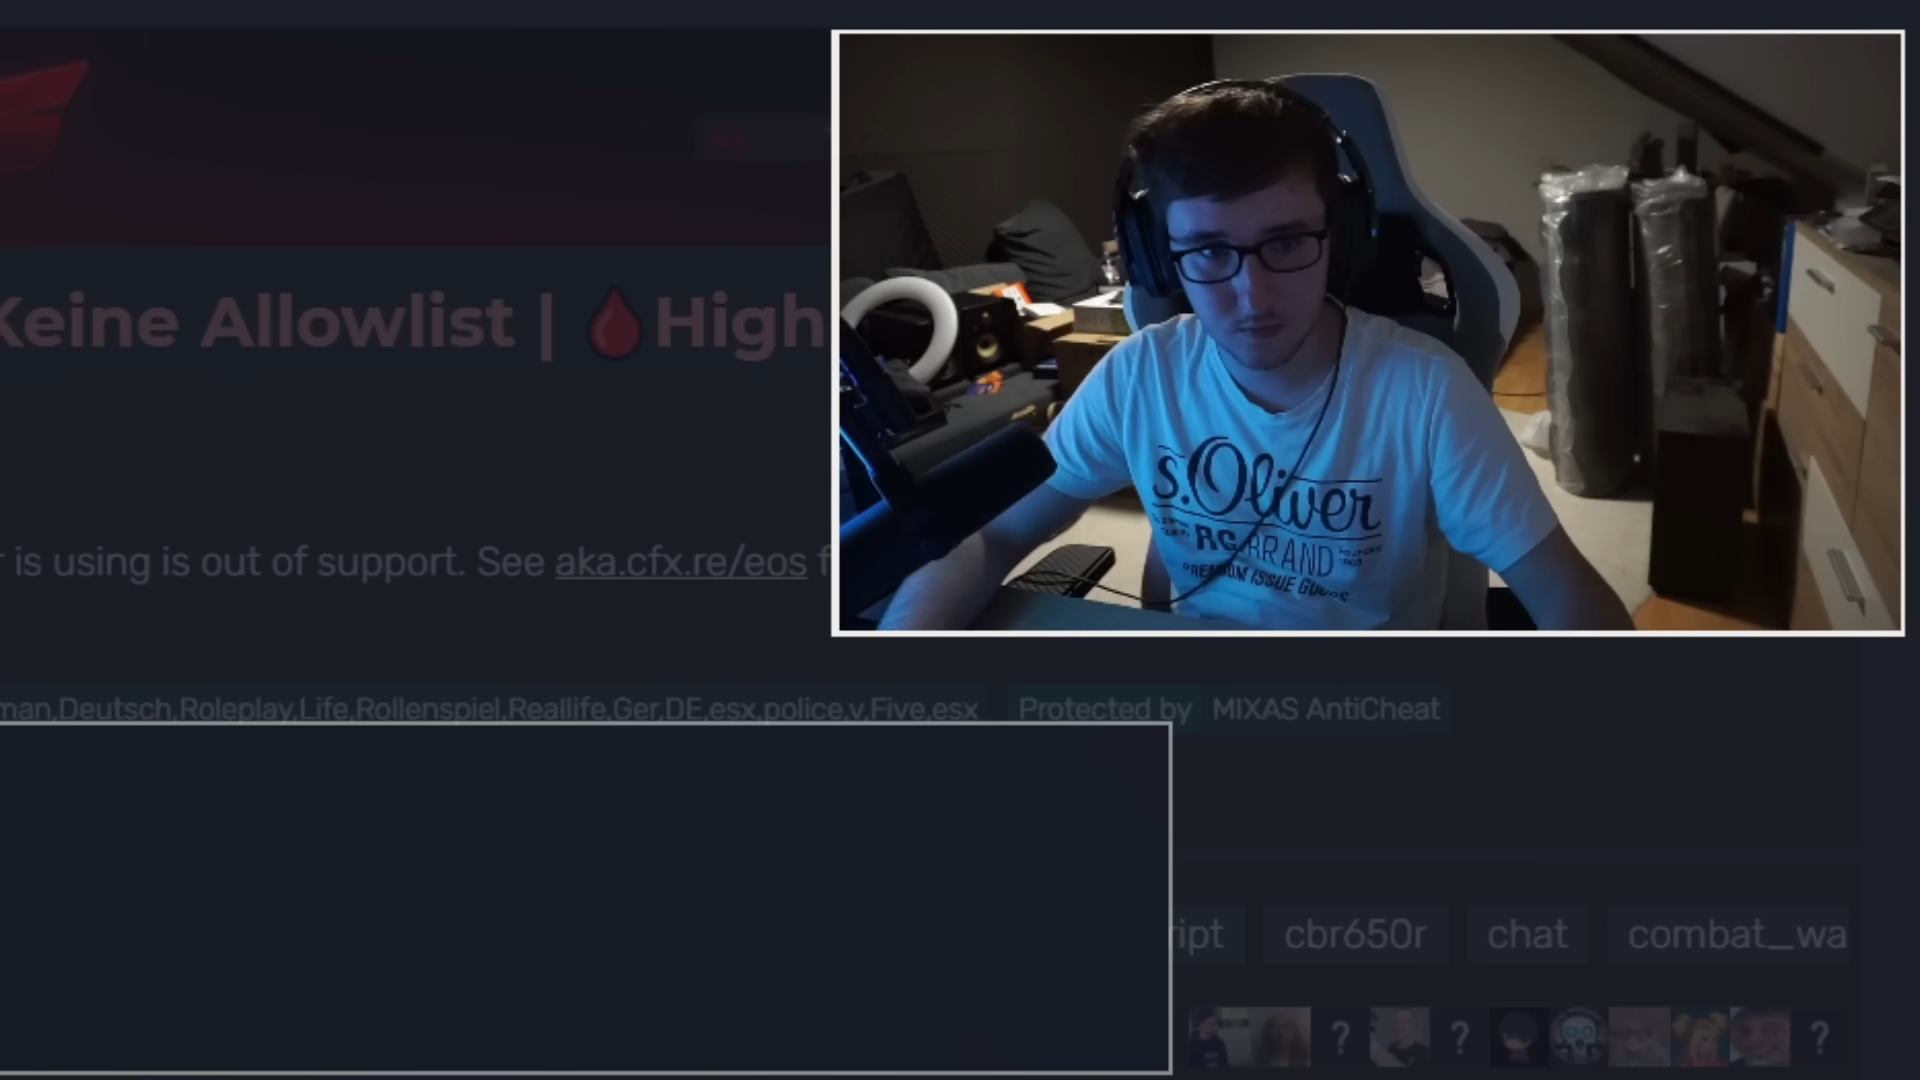 Keine Allowlist | 🩸High
is using is out of support. See aka.cfx.re/eos f
man,Deutsch,Roleplay,Life,Rollenspiel,Reallife,Ger,DE,esx,police,v,Five,esx Protected by MIXAS AntiCheat
s.Oliver
RG BRAND
PREMIUM ISSUE GOODS
ript cbr650r chat combat_wa
? ? ?